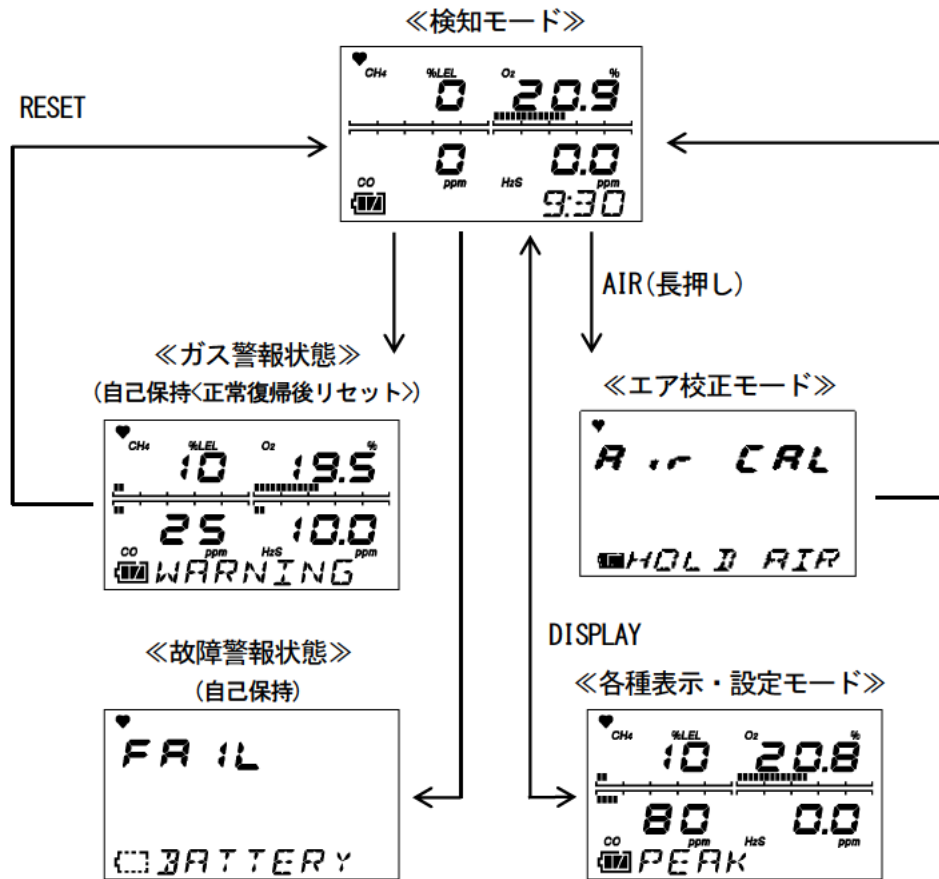 ≪検知モード≫
CH₄ %LEL O₂ %
0 20.9
0 0.0
CO ppm H₂S ppm
9:30
RESET
AIR(長押し)
≪ガス警報状態≫
(自己保持<正常復帰後リセット>)
CH₄ %LEL O₂ %
10 19.5
25 10.0
CO ppm H₂S ppm
WARNING
≪エア校正モード≫
Air CAL
HOLD AIR
DISPLAY
≪故障警報状態≫
(自己保持)
FAIL
BATTERY
≪各種表示・設定モード≫
CH₄ %LEL O₂ %
10 20.8
80 0.0
CO ppm H₂S ppm
PEAK